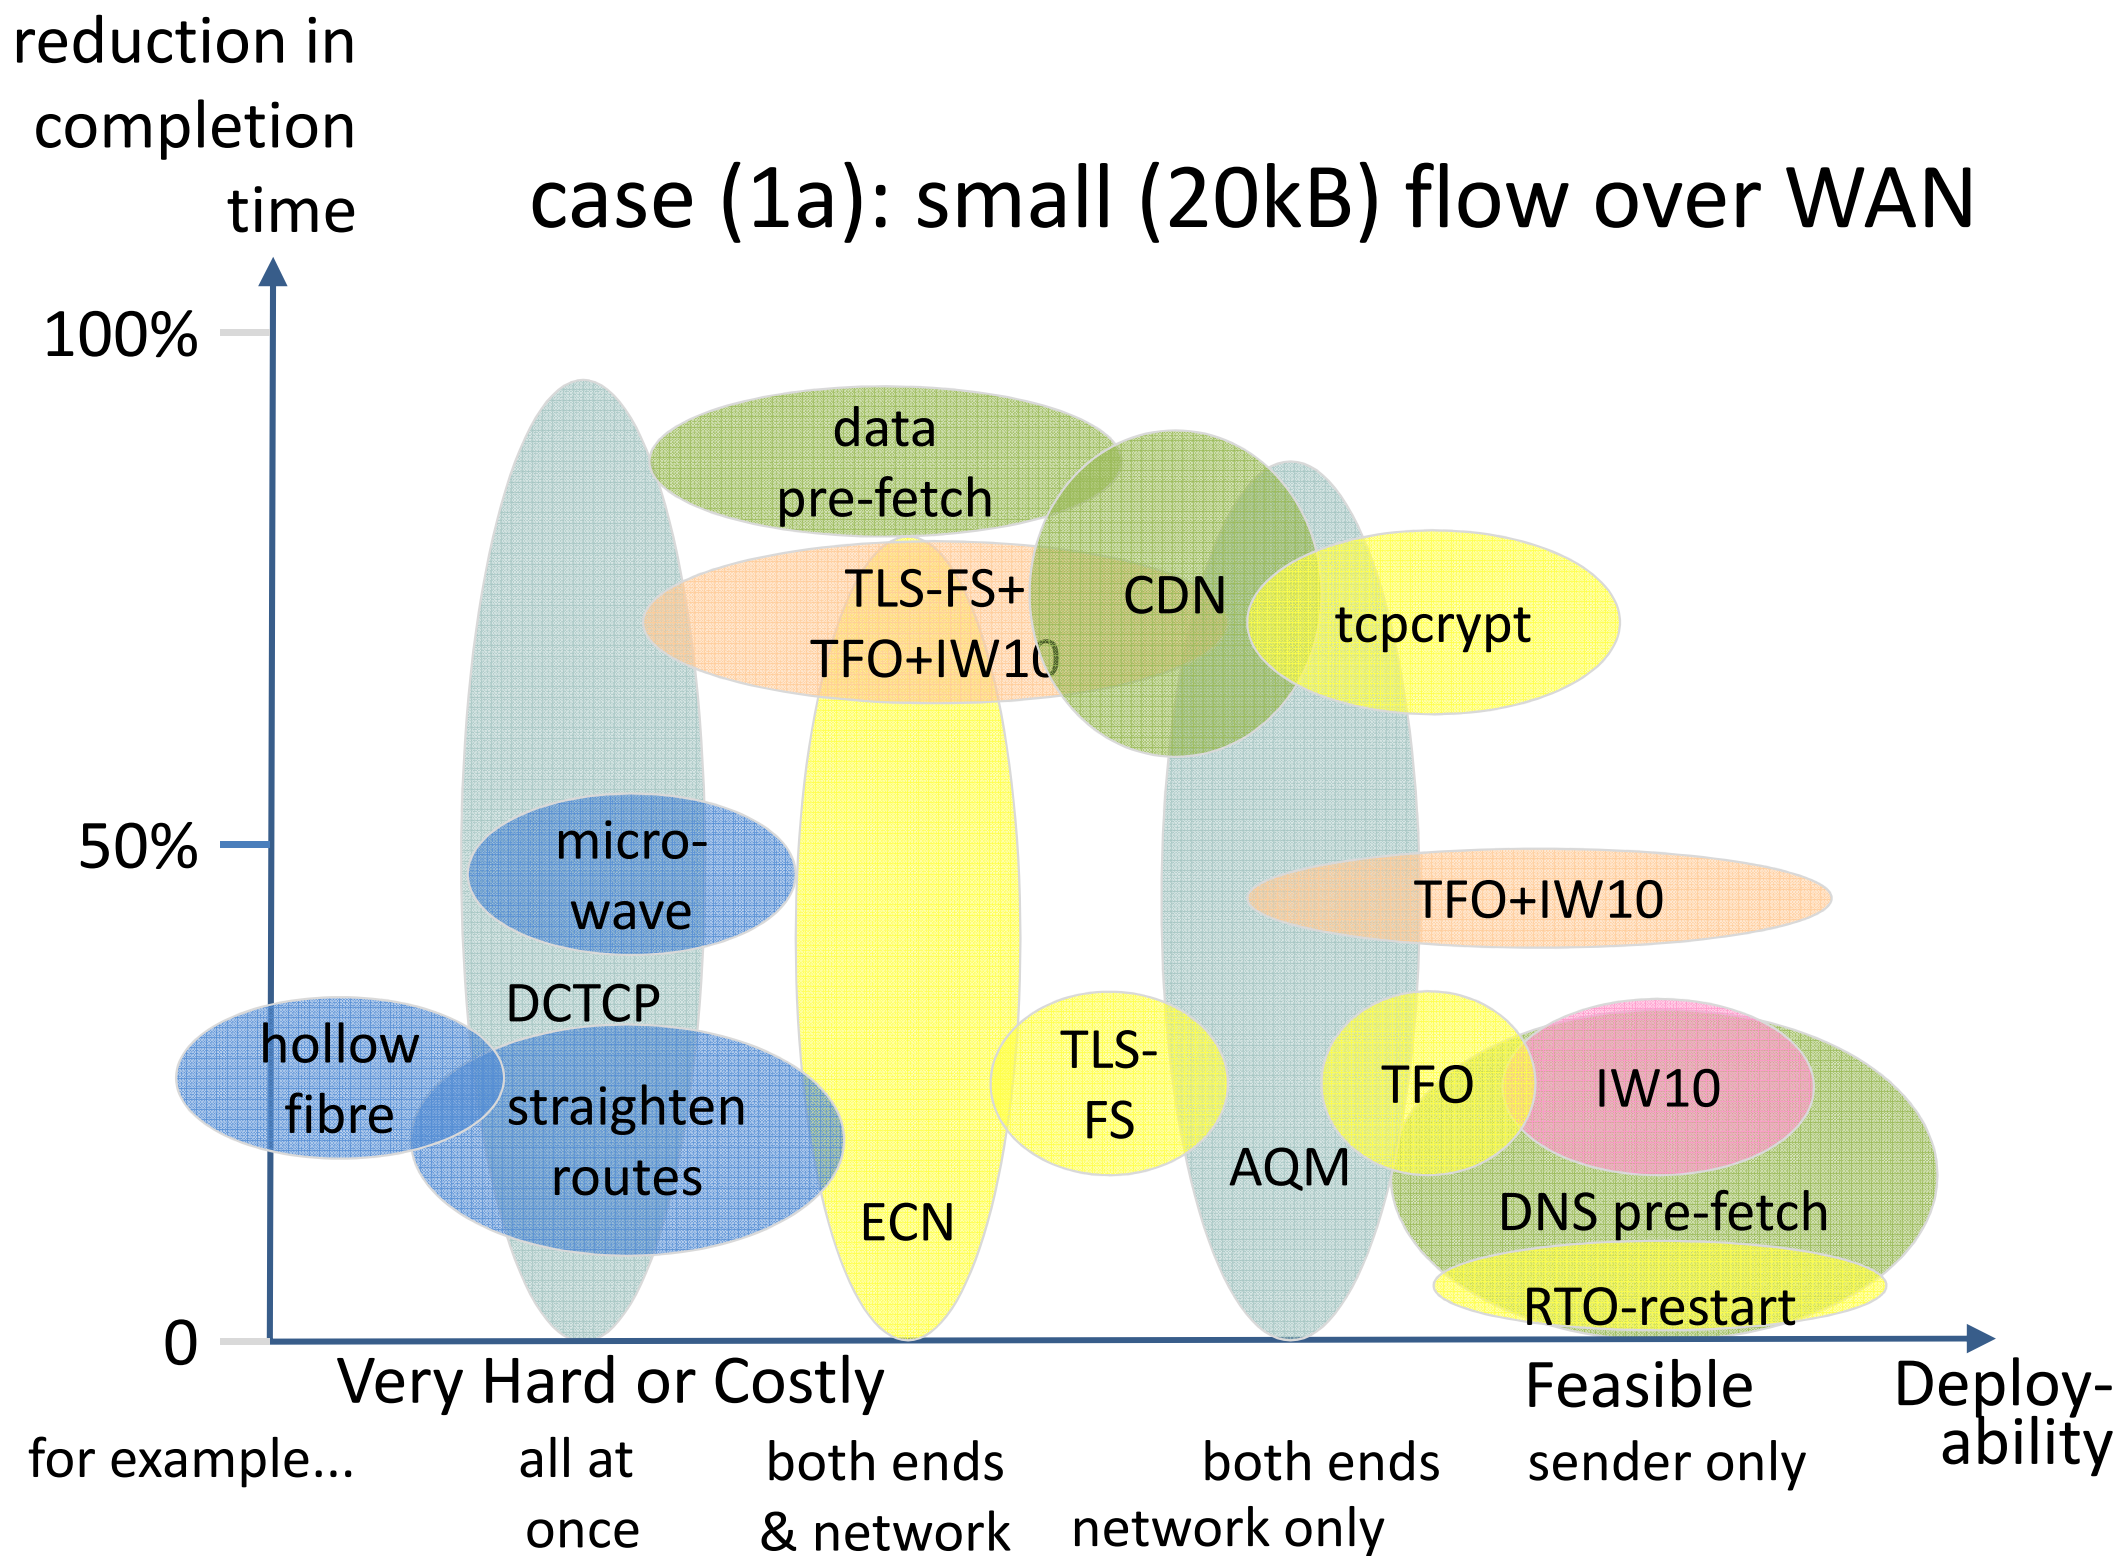 reduction in
completion
time
case (1a): small (20kB) flow over WAN
100%
data
pre-fetch
TLS-FS+
TFO+IW10
CDN
tcpcrypt
50%
micro-
wave
TFO+IW10
DCTCP
hollow
fibre
straighten
routes
TLS-
FS
TFO
IW10
AQM
ECN
DNS pre-fetch
RTO-restart
0
Very Hard or Costly
Feasible
Deploy-
ability
for example...
all at
once
both ends
& network
both ends
network only
sender only